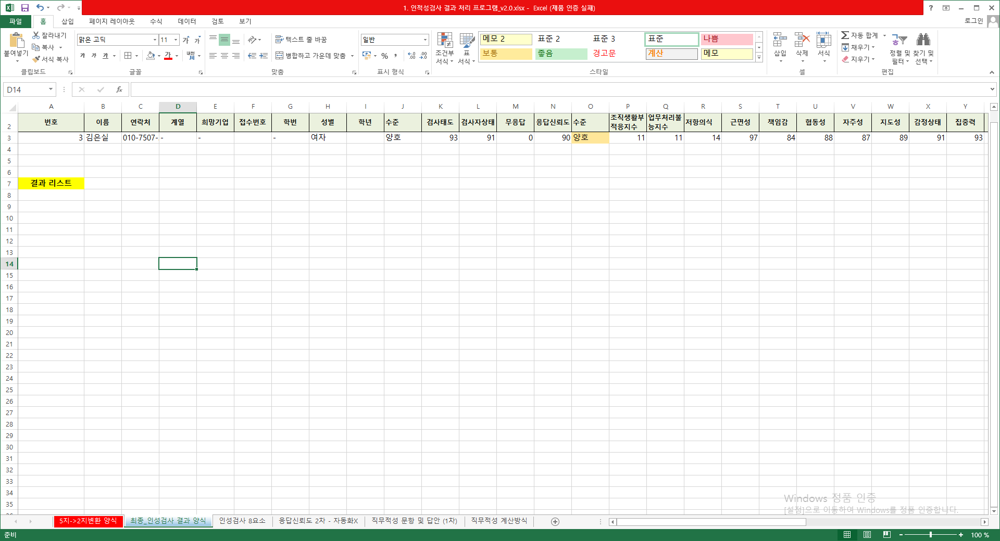 1. 인적성검사 결과 처리 프로그램_v2.0.xlsx - Excel (제품 인증 실패)
파일 홈 삽입 페이지 레이아웃 수식 데이터 검토 보기 로그인
붙여넣기 잘라내기 복사 서식 복사 클립보드
맑은 고딕 11 가 가 가 가 가 가 내천 글꼴
텍스트 줄 바꿈
병합하고 가운데 맞춤
맞춤
일반
% , .00 .00
표시 형식
조건부 서식 표 서식
메모 2 표준 2 표준 3 표준 나쁨
보통 좋음 경고문 계산 메모
스타일
삽입 삭제 서식
셀
자동 합계
채우기
지우기
정렬 및 필터 찾기 및 선택
편집
D14 fx
A B C D E F G H I J K L M N O P Q R S T U V W X Y
2 번호 이름 연락처 계열 희망기업 접수번호 학번 성별 학년 수준 검사태도 검사자상태 무응답 응답신뢰도 수준 조직생활부적응지수 업무처리불능지수 저항의식 근면성 책임감 협동성 자주성 지도성 감정상태 집중력
3 3 김은실 010-7507- - - - 여자 양호 93 91 0 90 양호 11 11 14 97 84 88 87 89 91 93
4
5
6
7 결과 리스트
8
9
10
11
12
13
14
15
16
17
18
19
20
21
22
23
24
25
26
27
28
29
30
31
32
33
34
35
Windows 정품 인증
[설정]으로 이동하여 Windows를 정품 인증합니다.
5지->2지변환 양식 최종_인성검사 결과 양식 인성검사 8요소 응답신뢰도 2차 - 자동화X 직무적성 문항 및 답안 (1차) 직무적성 계산방식
준비 100 %